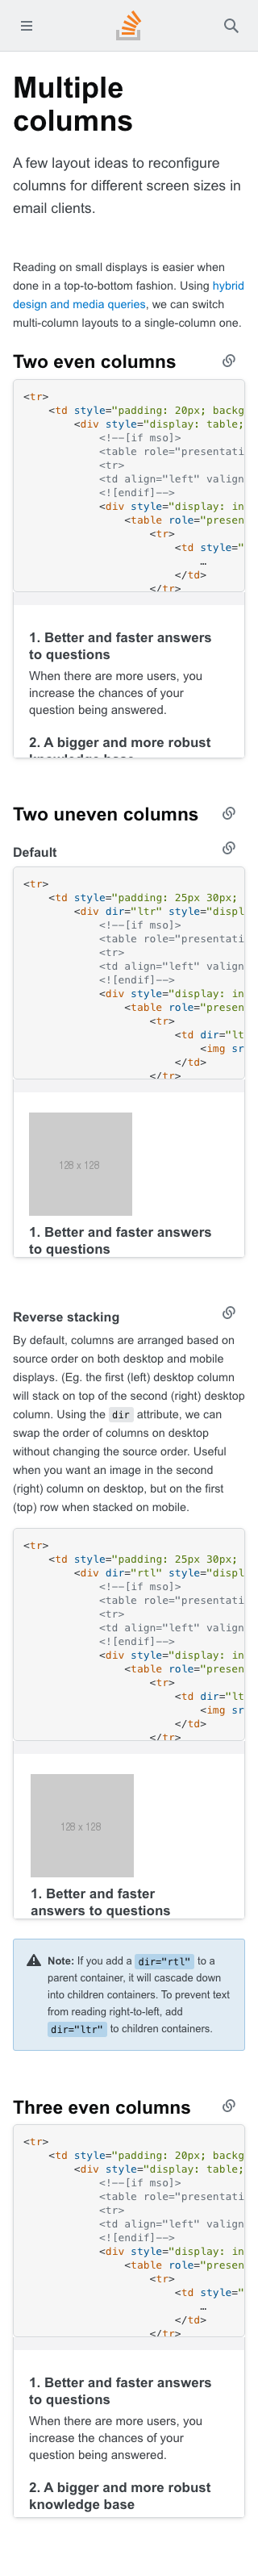 Multiple
columns
A few layout ideas to reconfigure
columns for different screen sizes in
email clients.
Reading on small displays is easier when
done in a top-to-bottom fashion. Using hybrid
design and media queries, we can switch
multi-column layouts to a single-column one.
Two even columns
<tr>
<td style="padding: 20px; backg
<div style="display: table;
<!--[if mso]>
<table role="presentati
<tr>
<td align="left" valign
<![endif]-->
<div style="display: in
<table role="presen
<tr>
<td style="
…
</td>
</tr>
1. Better and faster answers
to questions
When there are more users, you
increase the chances of your
question being answered.
2. A bigger and more robust
knowledge base
Two uneven columns
Default
<tr>
<td style="padding: 25px 30px;
<div dir="ltr" style="displ
<!--[if mso]>
<table role="presentati
<tr>
<td align="left" valign
<![endif]-->
<div style="display: in
<table role="presen
<tr>
<td dir="lt
<img sr
</td>
</tr>
128 x 128
1. Better and faster answers
to questions
Reverse stacking
By default, columns are arranged based on
source order on both desktop and mobile
displays. (Eg. the first (left) desktop column
will stack on top of the second (right) desktop
column. Using the dir attribute, we can
swap the order of columns on desktop
without changing the source order. Useful
when you want an image in the second
(right) column on desktop, but on the first
(top) row when stacked on mobile.
<tr>
<td style="padding: 25px 30px;
<div dir="rtl" style="displ
<!--[if mso]>
<table role="presentati
<tr>
<td align="left" valign
<![endif]-->
<div style="display: in
<table role="presen
<tr>
<td dir="lt
<img sr
</td>
</tr>
128 x 128
1. Better and faster
answers to questions
Note: If you add a dir="rtl" to a
parent container, it will cascade down
into children containers. To prevent text
from reading right-to-left, add
dir="ltr" to children containers.
Three even columns
<tr>
<td style="padding: 20px; backg
<div style="display: table;
<!--[if mso]>
<table role="presentati
<tr>
<td align="left" valign
<![endif]-->
<div style="display: in
<table role="presen
<tr>
<td style="
…
</td>
</tr>
1. Better and faster answers
to questions
When there are more users, you
increase the chances of your
question being answered.
2. A bigger and more robust
knowledge base